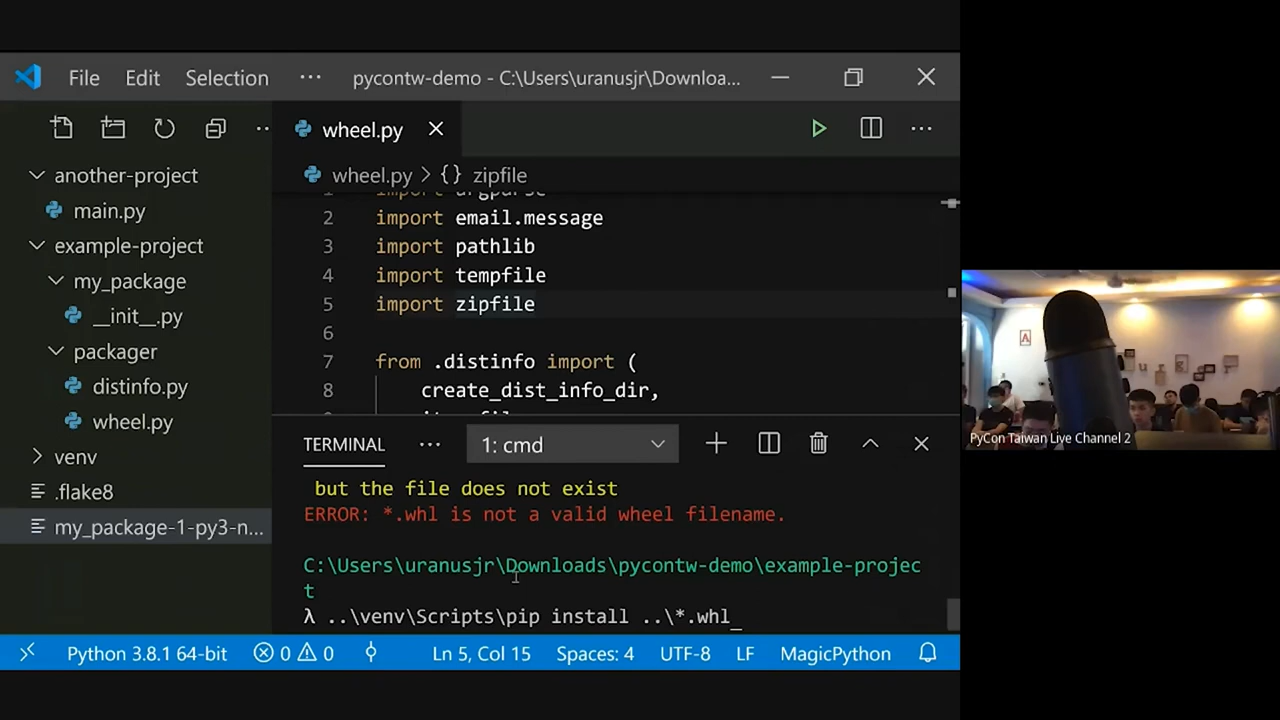 File Edit Selection ··· pycontw-demo - C:\Users\uranusjr\Downloa...
wheel.py
wheel.py > {} zipfile
another-project
main.py
example-project
my_package
__init__.py
packager
distinfo.py
wheel.py
venv
.flake8
my_package-1-py3-n...
1 import argparse
2 import email.message
3 import pathlib
4 import tempfile
5 import zipfile
6
7 from .distinfo import (
8 create_dist_info_dir,
TERMINAL ··· 1: cmd
but the file does not exist
ERROR: *.whl is not a valid wheel filename.
C:\Users\uranusjr\Downloads\pycontw-demo\example-projec
t
λ ..\venv\Scripts\pip install ..\*.whl_
Python 3.8.1 64-bit 0 0 Ln 5, Col 15 Spaces: 4 UTF-8 LF MagicPython
A
PyCon Taiwan Live Channel 2